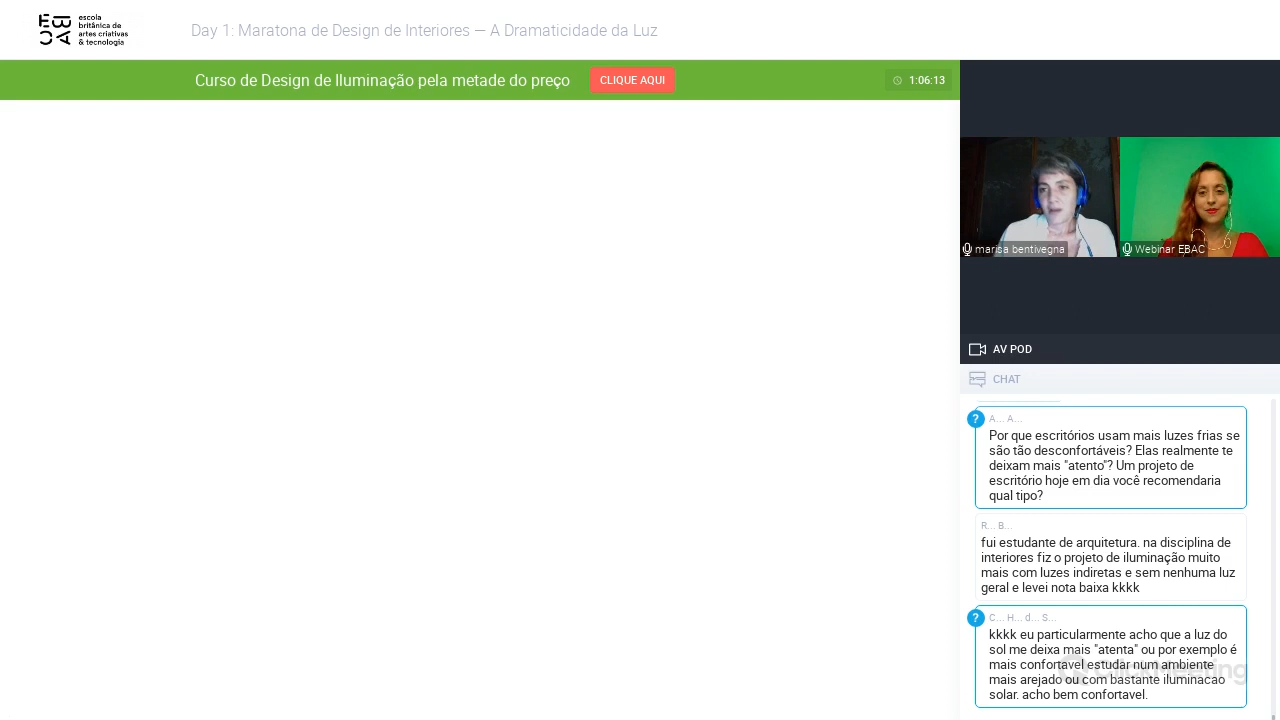 EBAC
escola
britânica de
artes criativas
& tecnologia
Day 1: Maratona de Design de Interiores — A Dramaticidade da Luz
Curso de Design de Iluminação pela metade do preço
CLIQUE AQUI
1:06:13
marisa bentivegna
Webinar EBAC
AV POD
CHAT
?
A... A...
Por que escritórios usam mais luzes frias se
são tão desconfortáveis? Elas realmente te
deixam mais "atento"? Um projeto de
escritório hoje em dia você recomendaria
qual tipo?
R... B...
fui estudante de arquitetura. na disciplina de
interiores fiz o projeto de iluminação muito
mais com luzes indiretas e sem nenhuma luz
geral e levei nota baixa kkkk
?
C... H... d... S...
kkkk eu particularmente acho que a luz do
sol me deixa mais "atenta" ou por exemplo é
mais confortável estudar num ambiente
mais arejado ou com bastante iluminacao
solar. acho bem confortavel.
ClickMeeting